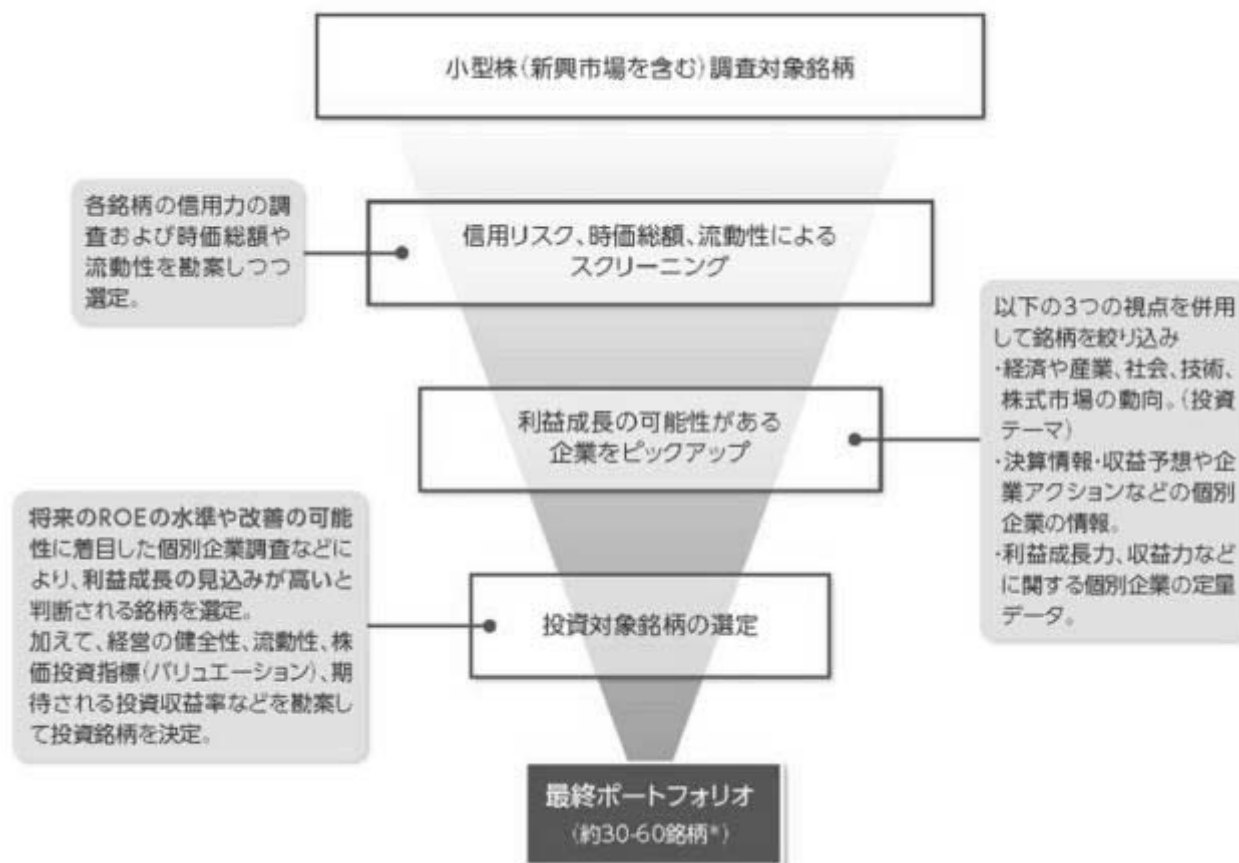 小型株(新興市場を含む)調査対象銘柄
各銘柄の信用力の調
査および時価総額や
流動性を勘案しつつ
選定。
信用リスク、時価総額、流動性による
スクリーニング
以下の3つの視点を併用
して銘柄を絞り込み
・経済や産業、社会、技術、
株式市場の動向。(投資
テーマ)
・決算情報・収益予想や企
業アクションなどの個別
企業の情報。
・利益成長力、収益力など
に関する個別企業の定量
データ。
利益成長の可能性がある
企業をピックアップ
将来のROEの水準や改善の可能
性に着目した個別企業調査などに
より、利益成長の見込みが高いと
判断される銘柄を選定。
加えて、経営の健全性、流動性、株
価投資指標(バリュエーション)、期
待される投資収益率などを勘案し
て投資銘柄を決定。
投資対象銘柄の選定
最終ポートフォリオ
(約30-60銘柄*)